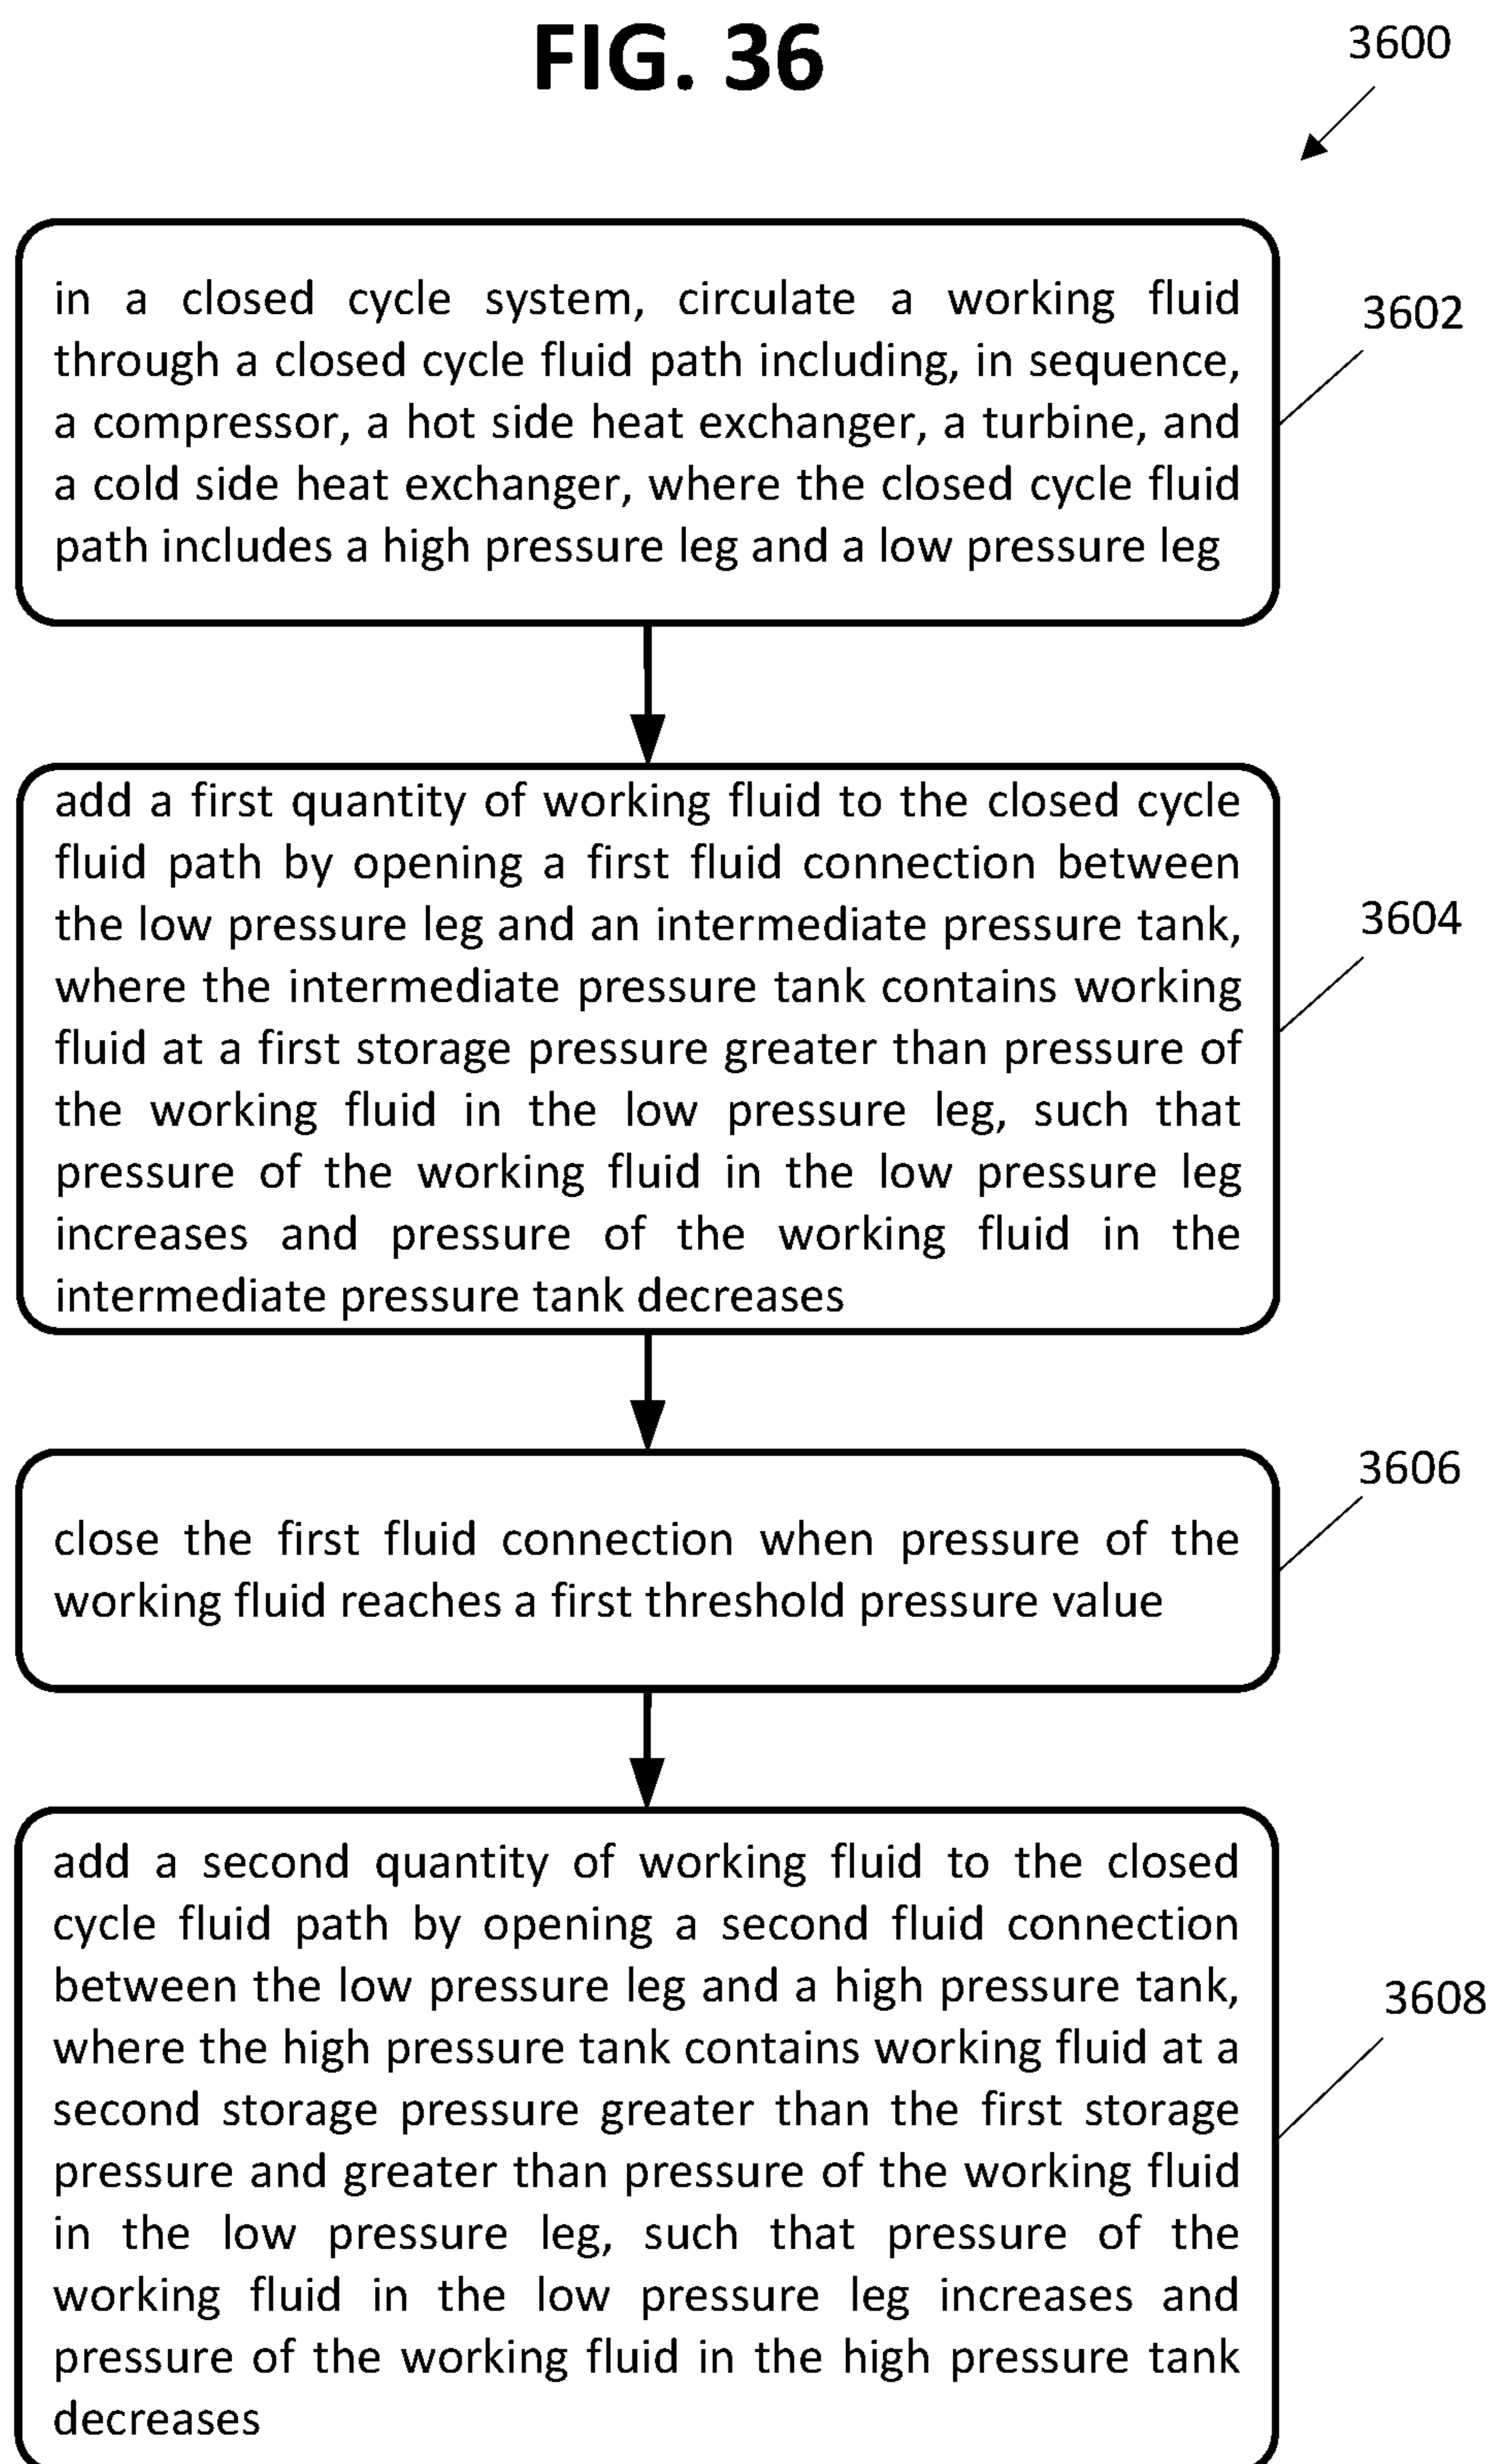 FIG. 36
3600
in a closed cycle system, circulate a working fluid
through a closed cycle fluid path including, in sequence,
a compressor, a hot side heat exchanger, a turbine, and
a cold side heat exchanger, where the closed cycle fluid
path includes a high pressure leg and a low pressure leg
3602
add a first quantity of working fluid to the closed cycle
fluid path by opening a first fluid connection between
the low pressure leg and an intermediate pressure tank,
where the intermediate pressure tank contains working
fluid at a first storage pressure greater than pressure of
the working fluid in the low pressure leg, such that
pressure of the working fluid in the low pressure leg
increases and pressure of the working fluid in the
intermediate pressure tank decreases
3604
close the first fluid connection when pressure of the
working fluid reaches a first threshold pressure value
3606
add a second quantity of working fluid to the closed
cycle fluid path by opening a second fluid connection
between the low pressure leg and a high pressure tank,
where the high pressure tank contains working fluid at a
second storage pressure greater than the first storage
pressure and greater than pressure of the working fluid
in the low pressure leg, such that pressure of the
working fluid in the low pressure leg increases and
pressure of the working fluid in the high pressure tank
decreases
3608